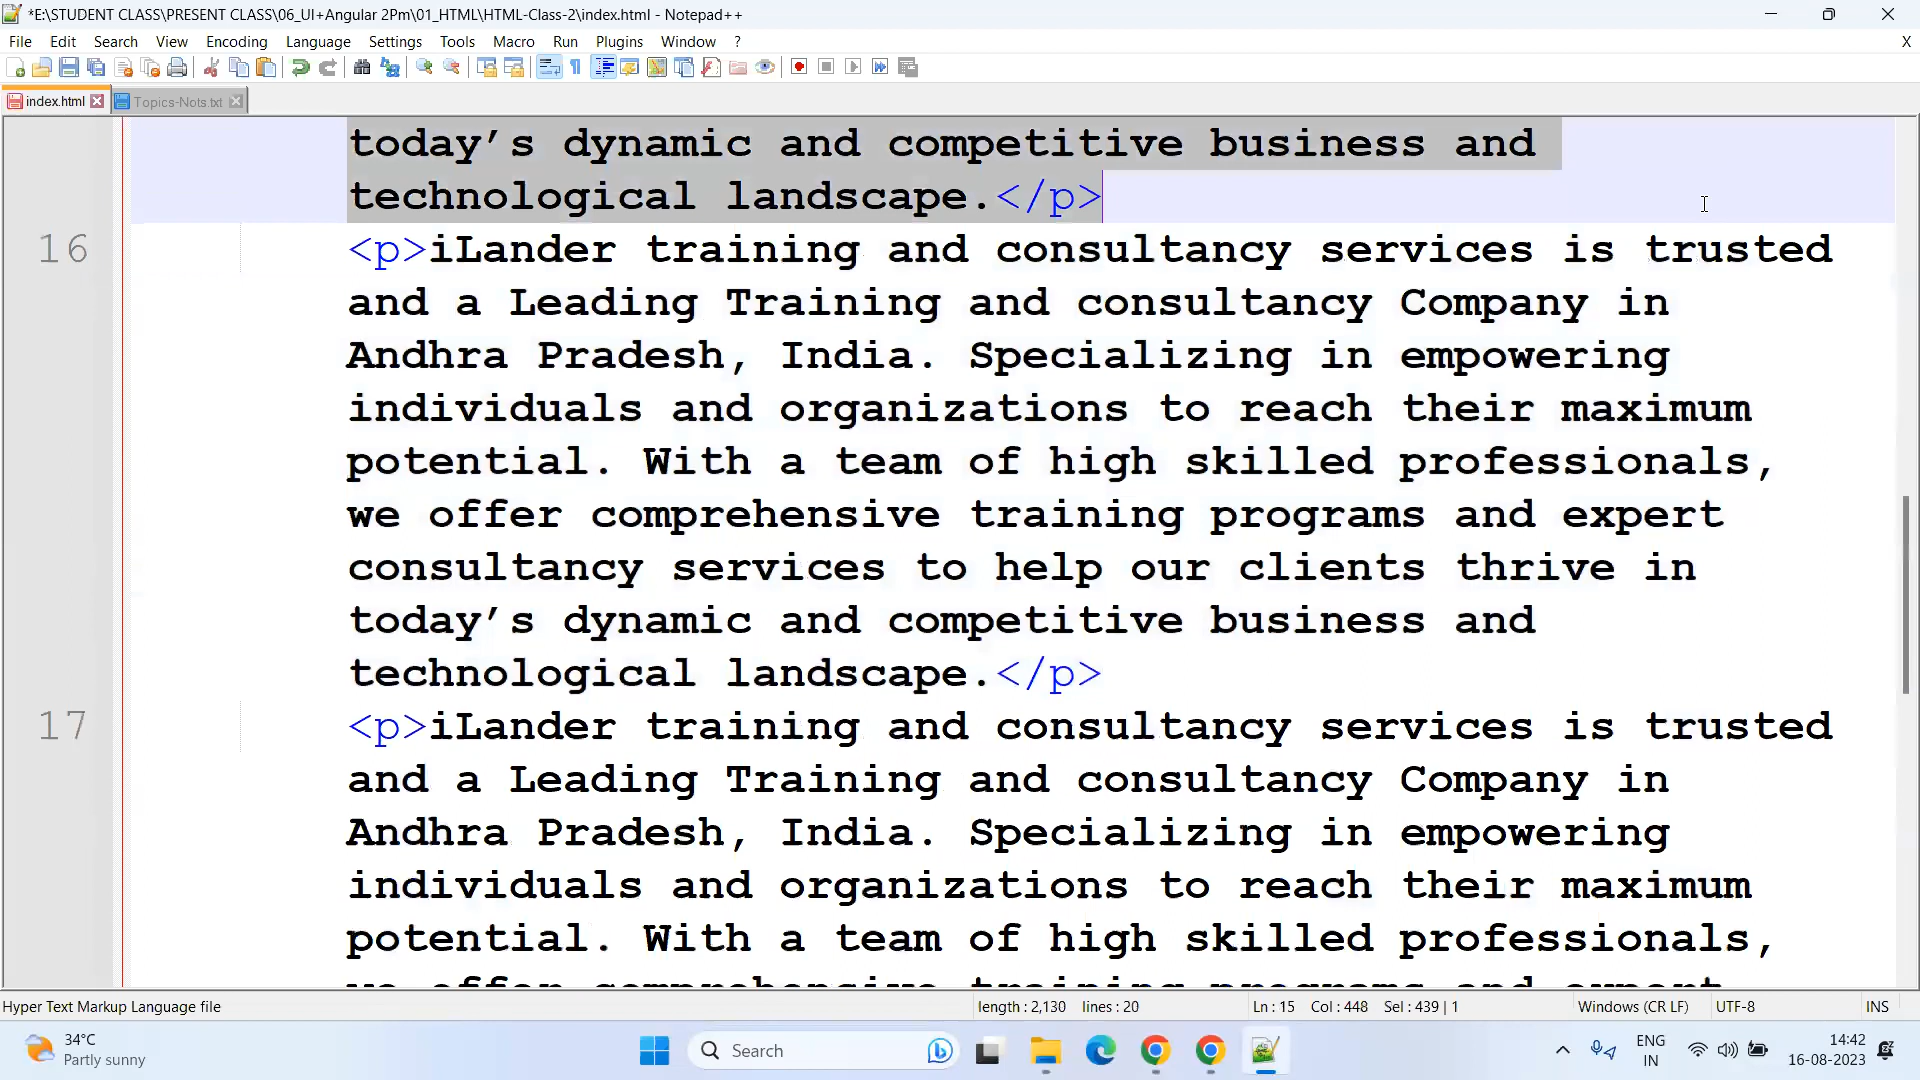 *E:\STUDENT CLASS\PRESENT CLASS\06_UI+Angular 2Pm\01_HTML\HTML-Class-2\index.html - Notepad++
File Edit Search View Encoding Language Settings Tools Macro Run Plugins Window ? X
index.html Topics-Nots.txt
today’s dynamic and competitive business and
technological landscape.</p>
16 <p>iLander training and consultancy services is trusted
and a Leading Training and consultancy Company in
Andhra Pradesh, India. Specializing in empowering
individuals and organizations to reach their maximum
potential. With a team of high skilled professionals,
we offer comprehensive training programs and expert
consultancy services to help our clients thrive in
today’s dynamic and competitive business and
technological landscape.</p>
17 <p>iLander training and consultancy services is trusted
and a Leading Training and consultancy Company in
Andhra Pradesh, India. Specializing in empowering
individuals and organizations to reach their maximum
potential. With a team of high skilled professionals,
we offer comprehensive training programs and expert
Hyper Text Markup Language file length : 2,130 lines : 20 Ln : 15 Col : 448 Sel : 439 | 1 Windows (CR LF) UTF-8 INS
34°C
Partly sunny
Search
ENG
IN
14:42
16-08-2023